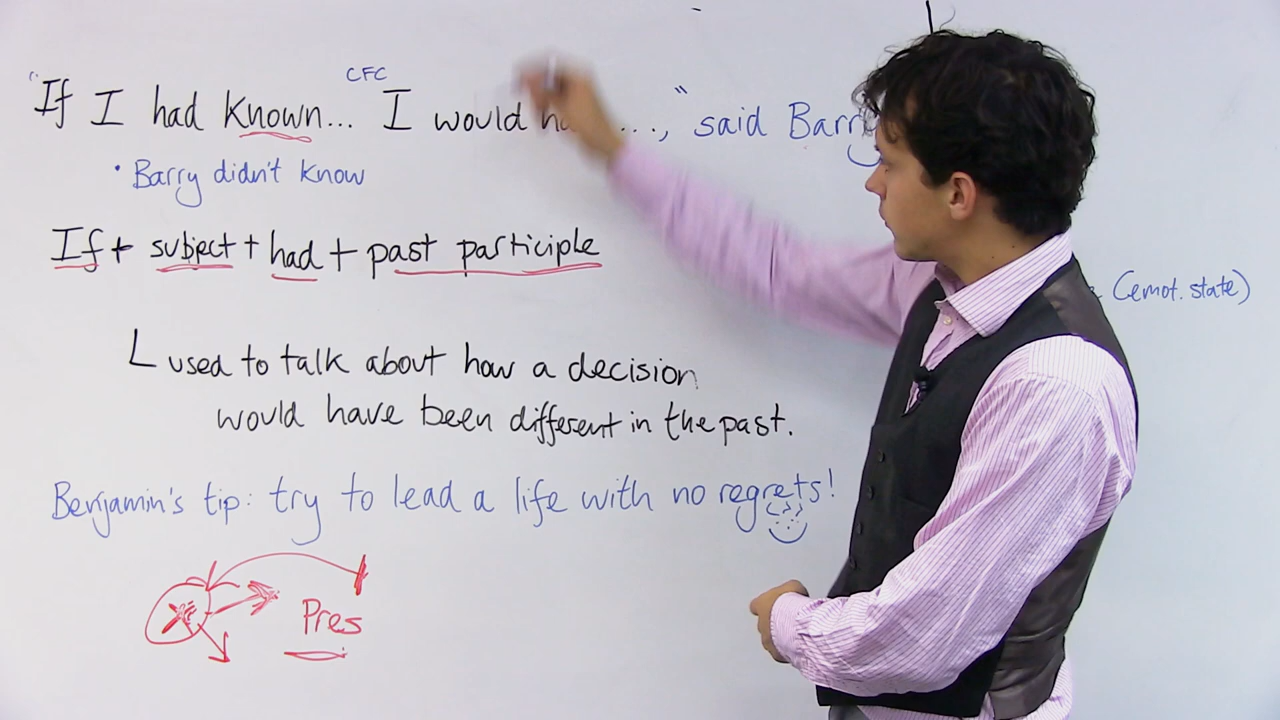 CFC
"If I had known... I would ...," said Barry
• Barry didn't know
If + subject + had + past participle
(emot. state)
used to talk about how a decision
would have been different in the past.
Benjamin's tip: try to lead a life with no regrets!
Pres